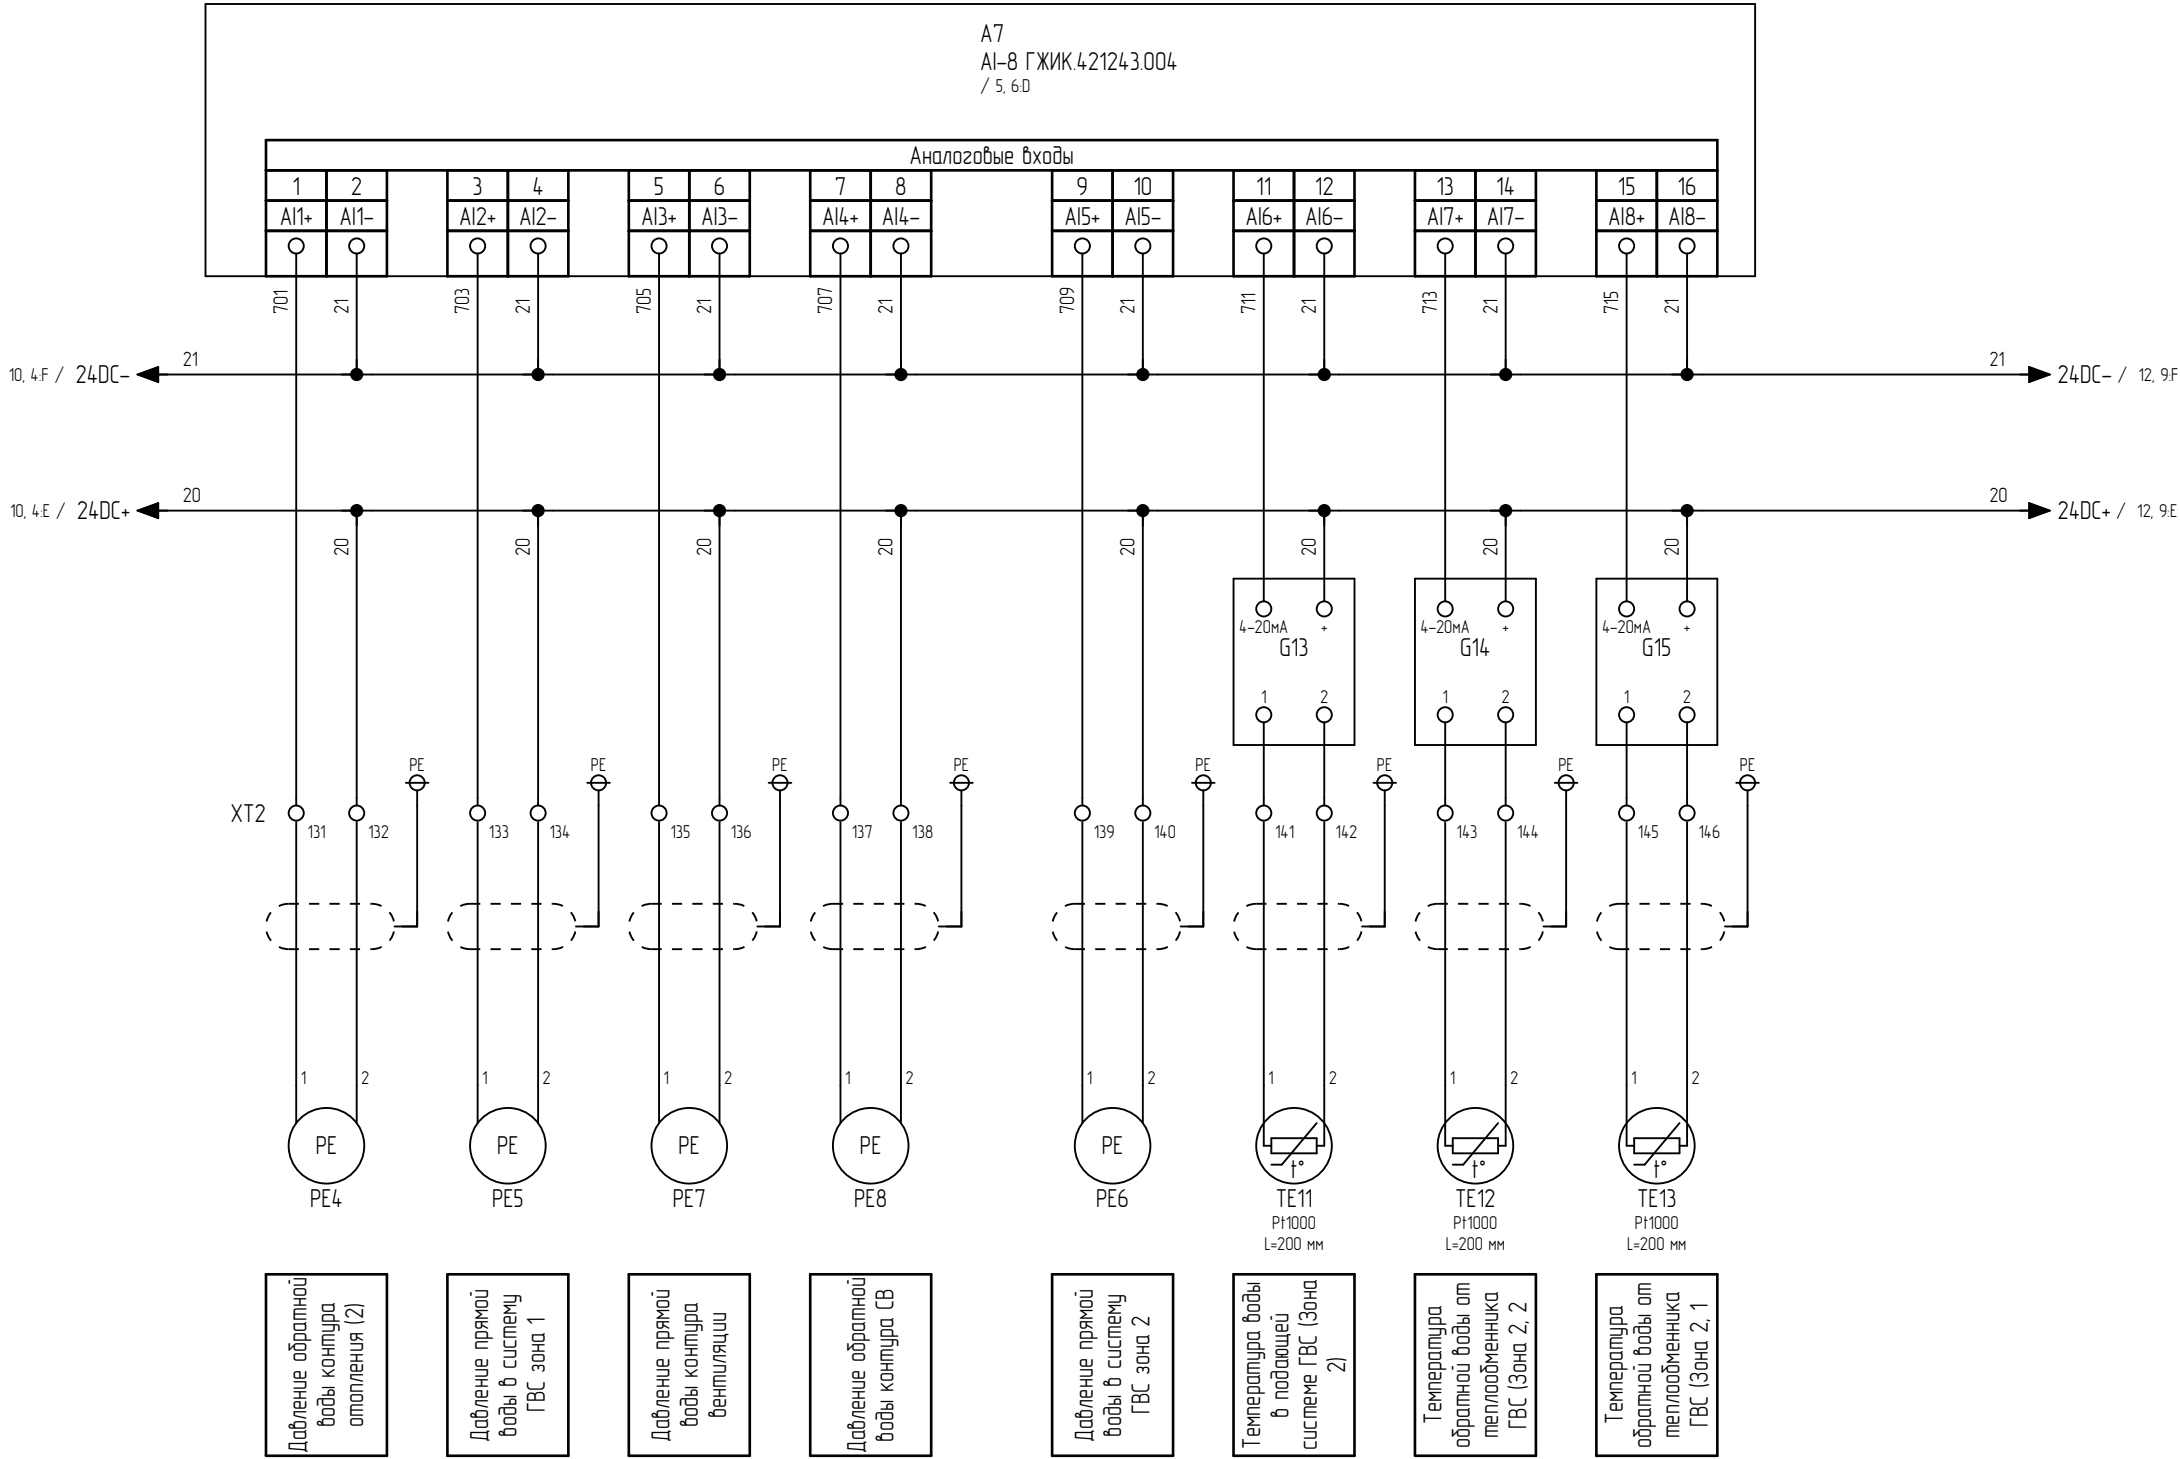 А7
AI-8 ГЖИК.421243.004
/ 5, 6:D
Аналоговые входы
1 2 3 4 5 6 7 8 9 10 11 12 13 14 15 16
AI1+ AI1- AI2+ AI2- AI3+ AI3- AI4+ AI4- AI5+ AI5- AI6+ AI6- AI7+ AI7- AI8+ AI8-
701 21 703 21 705 21 707 21 709 21 711 21 713 21 715 21
21 21
10, 4:F / 24DC- 24DC- / 12, 9:F
20 20
10, 4:E / 24DC+ 24DC+ / 12, 9:E
20 20 20 20 20 20 20 20
4-20мА + 4-20мА + 4-20мА +
G13 G14 G15
1 2 1 2 1 2
PE PE PE PE PE PE PE PE
XT2
131 132 133 134 135 136 137 138 139 140 141 142 143 144 145 146
1 2 1 2 1 2 1 2 1 2 1 2 1 2 1 2
PE PE PE PE PE
t° t° t°
PE4 PE5 PE7 PE8 PE6 TE11 TE12 TE13
Pt1000 Pt1000 Pt1000
L=200 мм L=200 мм L=200 мм
Давление обратной
воды контура
отопления (2)
Давление прямой
воды в систему
ГВС зона 1
Давление прямой
воды контура
вентиляции
Давление обратной
воды контура СВ
Давление прямой
воды в систему
ГВС зона 2
Температура воды
в подающей
системе ГВС (Зона
2)
Температура
обратной воды от
теплообменника
ГВС (Зона 2, 2
Температура
обратной воды от
теплообменника
ГВС (Зона 2, 1